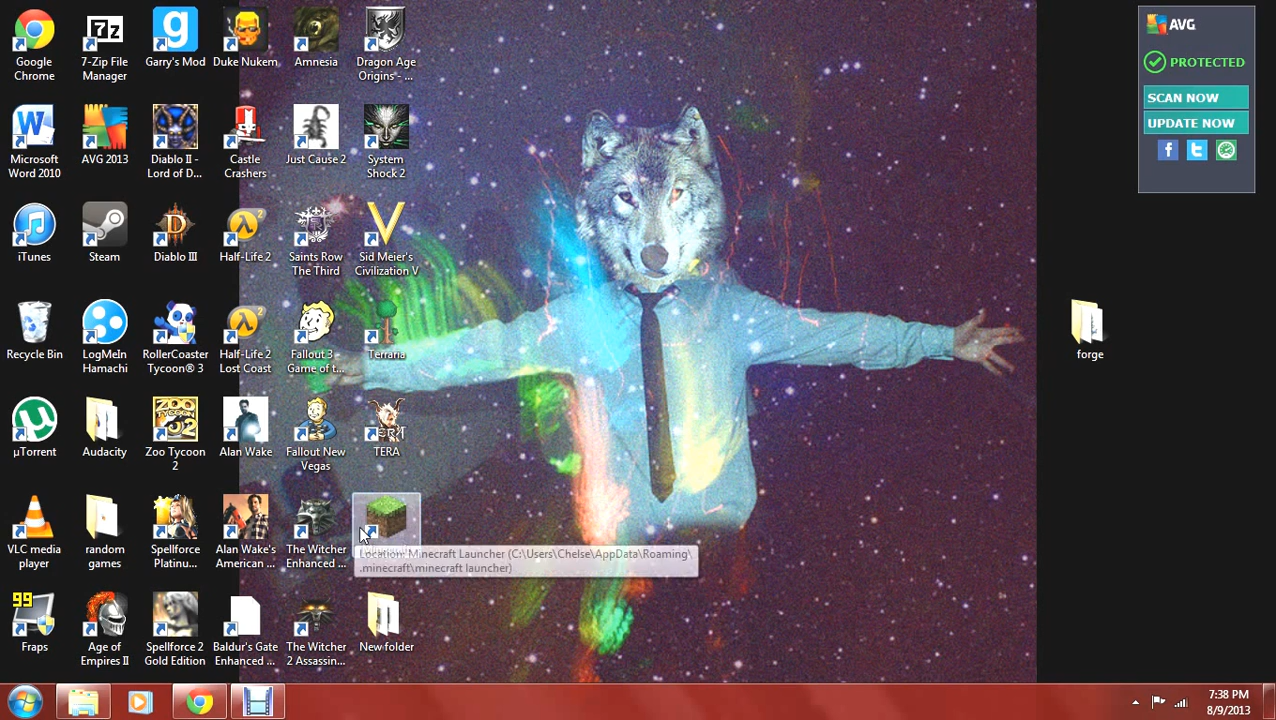 Google
Chrome
7-Zip File
Manager
Garry's Mod
Duke Nukem
Amnesia
Dragon Age
Origins - ...
Microsoft
Word 2010
AVG 2013
Diablo II -
Lord of D...
Castle
Crashers
Just Cause 2
System
Shock 2
iTunes
Steam
Diablo III
Half-Life 2
Saints Row
The Third
Sid Meier's
Civilization V
Recycle Bin
LogMeIn
Hamachi
RollerCoaster
Tycoon® 3
Half-Life 2
Lost Coast
Fallout 3 -
Game of t...
Terraria
µTorrent
Audacity
Zoo Tycoon
2
Alan Wake
Fallout New
Vegas
TERA
VLC media
player
random
games
Spellforce
Platinu...
Alan Wake's
American ...
The Witcher
Enhanced ...
Location: Minecraft Launcher (C:\Users\Chelse\AppData\Roaming\
.minecraft\minecraft launcher)
99
Fraps
Age of
Empires II
Spellforce 2
Gold Edition
Baldur's Gate
Enhanced ...
The Witcher
2 Assassin...
New folder
AVG
PROTECTED
SCAN NOW
UPDATE NOW
forge
7:38 PM
8/9/2013